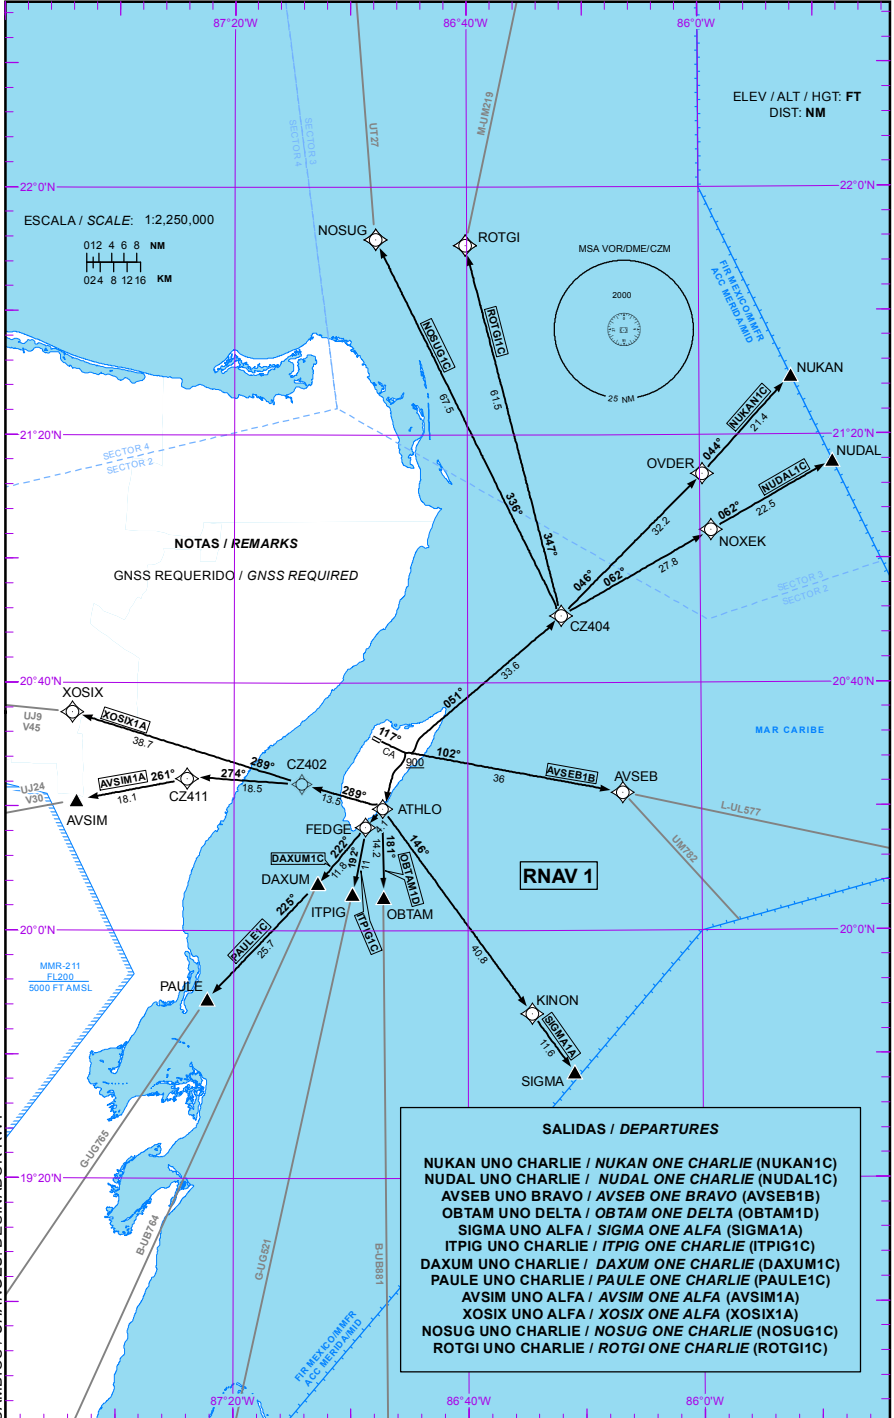 87°20'W
86°40'W
86°0'W
ELEV / ALT / HGT: FT
DIST: NM
UT27
M-UM219
SECTOR 3
SECTOR 4
22°0'N
22°0'N
ESCALA / SCALE: 1:2,250,000
012 4 6 8 NM
024 8 12 16 KM
NOSUG
ROTGI
MSA VOR/DME/CZM
2000
25 NM
FIR MEXICO/MMFR
ACC MERIDA/MID
NOSUG1C
67.5
ROTGI1C
61.5
NUKAN
NUKAN1C
21.4
044°
21°20'N
21°20'N
SECTOR 4
SECTOR 2
OVDER
NUDAL
NUDAL1C
22.5
062°
336°
347°
32.2
NOXEK
NOTAS / REMARKS
GNSS REQUERIDO / GNSS REQUIRED
046°
062°
27.8
SECTOR 3
SECTOR 2
CZ404
33.6
20°40'N
20°40'N
XOSIX
051°
UJ9
V45
XOSIX1A
38.7
117°
CA
900
102°
MAR CARIBE
289°
CZ402
36
AVSEB1B
AVSEB
AVSIM1A
261°
274°
18.5
CZ411
18.1
289°
13.5
UJ24
V30
AVSIM
ATHLO
L-UL577
FEDGE
4.1
146°
UM782
222°
11.8
192°
11
14.2
181°
DAXUM1C
OBTAM1D
RNAV 1
DAXUM
ITPIG
OBTAM
225°
ITPIG1C
PAULE1C
25.7
20°0'N
20°0'N
40.8
MMR-211
FL200
5000 FT AMSL
PAULE
KINON
SIGMA1A
11.6
SIGMA
SALIDAS / DEPARTURES
NUKAN UNO CHARLIE / NUKAN ONE CHARLIE (NUKAN1C)
NUDAL UNO CHARLIE / NUDAL ONE CHARLIE (NUDAL1C)
AVSEB UNO BRAVO / AVSEB ONE BRAVO (AVSEB1B)
OBTAM UNO DELTA / OBTAM ONE DELTA (OBTAM1D)
SIGMA UNO ALFA / SIGMA ONE ALFA (SIGMA1A)
ITPIG UNO CHARLIE / ITPIG ONE CHARLIE (ITPIG1C)
DAXUM UNO CHARLIE / DAXUM ONE CHARLIE (DAXUM1C)
PAULE UNO CHARLIE / PAULE ONE CHARLIE (PAULE1C)
AVSIM UNO ALFA / AVSIM ONE ALFA (AVSIM1A)
XOSIX UNO ALFA / XOSIX ONE ALFA (XOSIX1A)
NOSUG UNO CHARLIE / NOSUG ONE CHARLIE (NOSUG1C)
ROTGI UNO CHARLIE / ROTGI ONE CHARLIE (ROTGI1C)
G-UG765
19°20'N
B-UB764
G-UG521
B-UB881
FIR MEXICO/MMFR
ACC MERIDA/MID
87°20'W
86°40'W
86°0'W